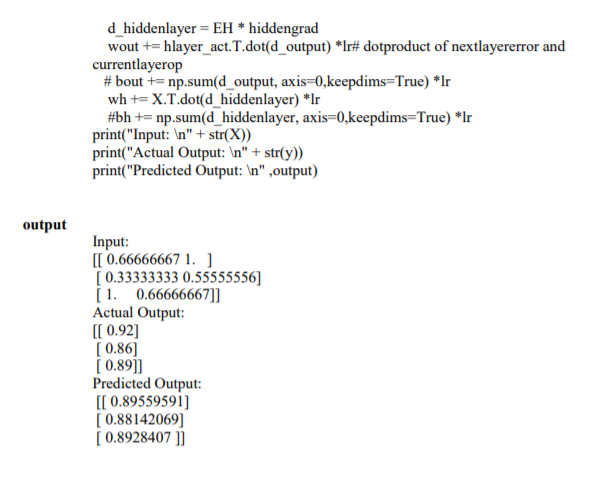 d_hiddenlayer = EH * hiddengrad
wout += hlayer_act.T.dot(d_output) *lr# dotproduct of nextlayererror and
currentlayerop
# bout += np.sum(d_output, axis=0,keepdims=True) *lr
wh += X.T.dot(d_hiddenlayer) *lr
#bh += np.sum(d_hiddenlayer, axis=0,keepdims=True) *lr
print("Input: \n" + str(X))
print("Actual Output: \n" + str(y))
print("Predicted Output: \n" ,output)
output
Input:
[[ 0.66666667 1. ]
[ 0.33333333 0.55555556]
[ 1. 0.66666667]]
Actual Output:
[[ 0.92]
[ 0.86]
[ 0.89]]
Predicted Output:
[[ 0.89559591]
[ 0.88142069]
[ 0.8928407 ]]